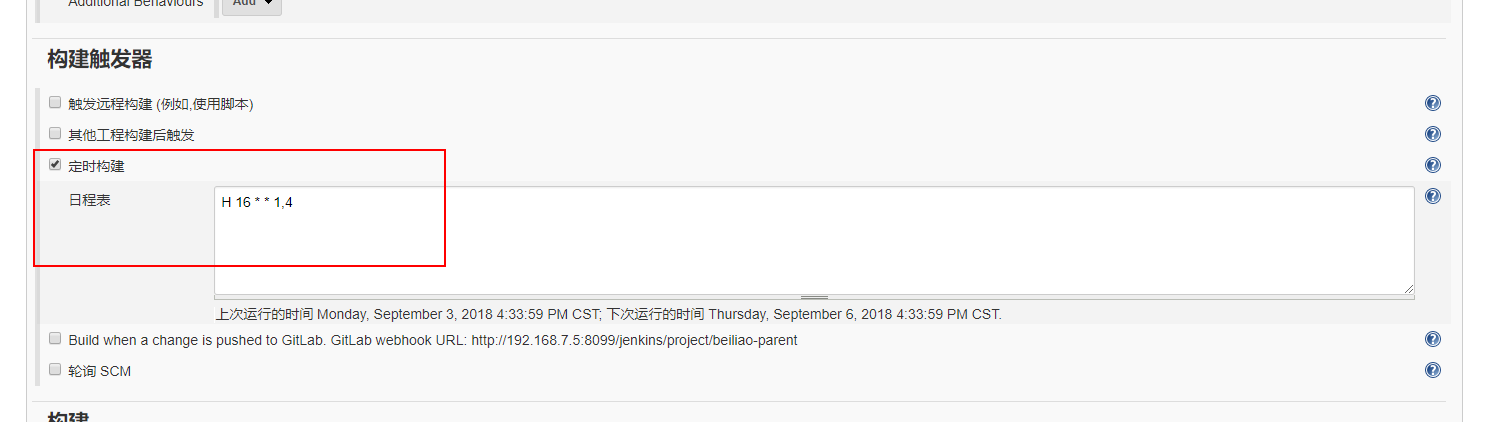 Additional Behaviours Add
构建触发器
触发远程构建 (例如,使用脚本)
其他工程构建后触发
定时构建
日程表 H 16 * * 1,4
上次运行的时间 Monday, September 3, 2018 4:33:59 PM CST; 下次运行的时间 Thursday, September 6, 2018 4:33:59 PM CST.
Build when a change is pushed to GitLab. GitLab webhook URL: http://192.168.7.5:8099/jenkins/project/beiliao-parent
轮询 SCM
构建